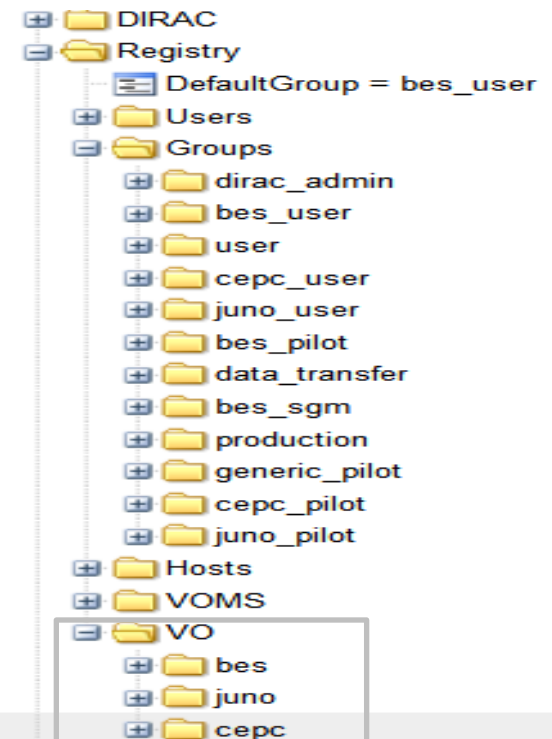 DIRAC
Registry
DefaultGroup = bes_user
Users
Groups
dirac_admin
bes_user
user
cepc_user
juno_user
bes_pilot
data_transfer
bes_sgm
production
generic_pilot
cepc_pilot
juno_pilot
Hosts
VOMS
VO
bes
juno
cepc